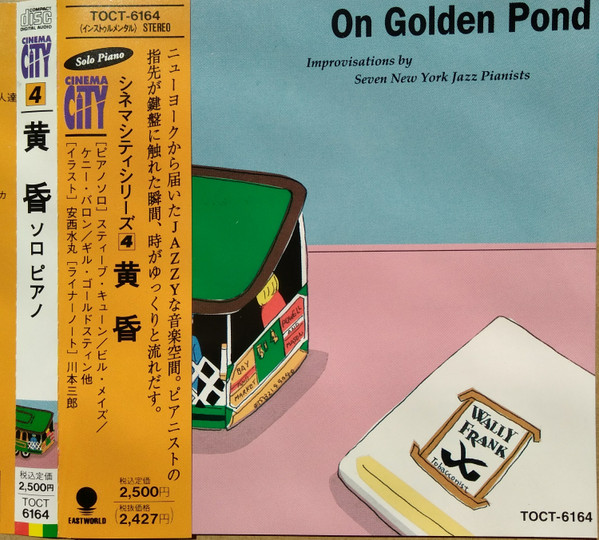 COMPACT
disc
DIGITAL AUDIO
CINEMA
CITY
4
黄昏
ソロ ピアノ
税込定価
2,500円
TOCT
6164
人達
カ
TOCT-6164
(インストゥルメンタル) STEREO
Solo Piano
CINEMA
CITY
ニューヨークから届いたJAZZYな音楽空間。ピアニストの
指先が鍵盤に触れた瞬間、時がゆっくりと流れだす。
シネマシティシリーズ4 黄昏
[ピアノ ソロ] スティーブ・キューン/ビル・メイズ/
ケニー・バロン/ギル・ゴールドスティン他
[イラスト] 安西水丸 [ライナーノート] 川本三郎
EASTWORLD
税込定価
2,500円
(税抜価格)
(2,427円)
On Golden Pond
Improvisations by
Seven New York Jazz Pianists
BAY
MARKET
POWELL
AND
MASON
WALLY
FRANK
Tobacconist
TOCT-6164